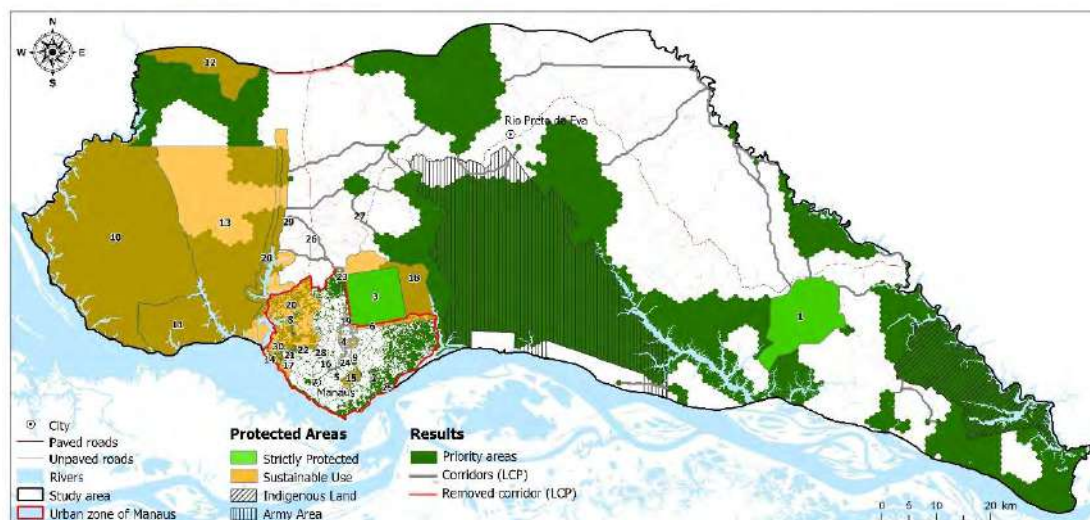 N
W E
S
12
Rio Preto da Eva
10
13
29
26
27
20
23
18
3
1
11
20
8
19
6
4
30
14
21
22
28
17
16
24
9
5
15
Manaus
City
Paved roads
Unpaved roads
Rivers
Study area
Urban zone of Manaus
Protected Areas
Strictly Protected
Sustainable Use
Indigenous Land
Army Area
Results
Priority areas
Corridors (LCP)
Removed corridor (LCP)
0 5 10 20 km